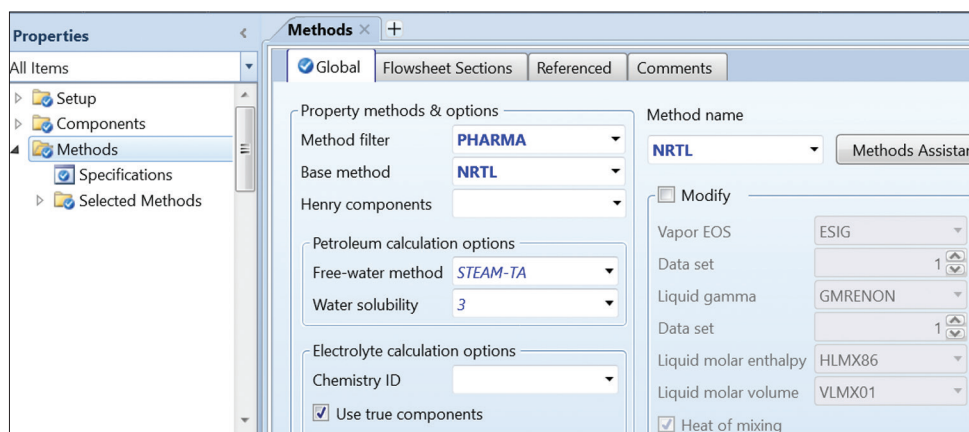 Properties
All Items
Setup
Components
Methods
Specifications
Selected Methods
Methods
Global Flowsheet Sections Referenced Comments
Property methods & options
Method filter PHARMA
Base method NRTL
Henry components
Petroleum calculation options
Free-water method STEAM-TA
Water solubility 3
Electrolyte calculation options
Chemistry ID
Use true components
Method name
NRTL Methods Assistan
Modify
Vapor EOS ESIG
Data set 1
Liquid gamma GMRENON
Data set 1
Liquid molar enthalpy HLMX86
Liquid molar volume VLMX01
Heat of mixing